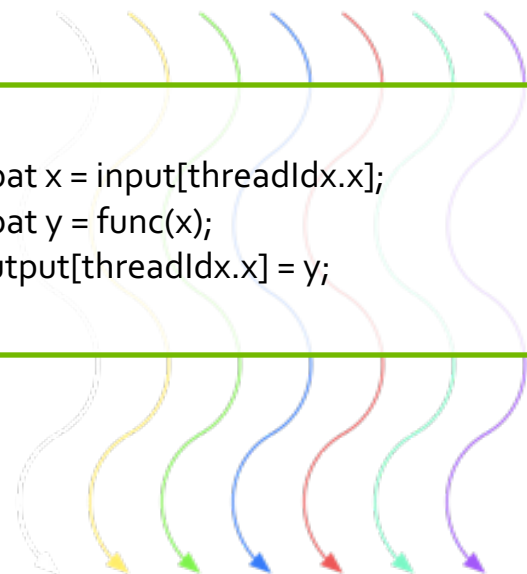 oat x = input[threadIdx.x];
oat y = func(x);
utput[threadIdx.x] = y;